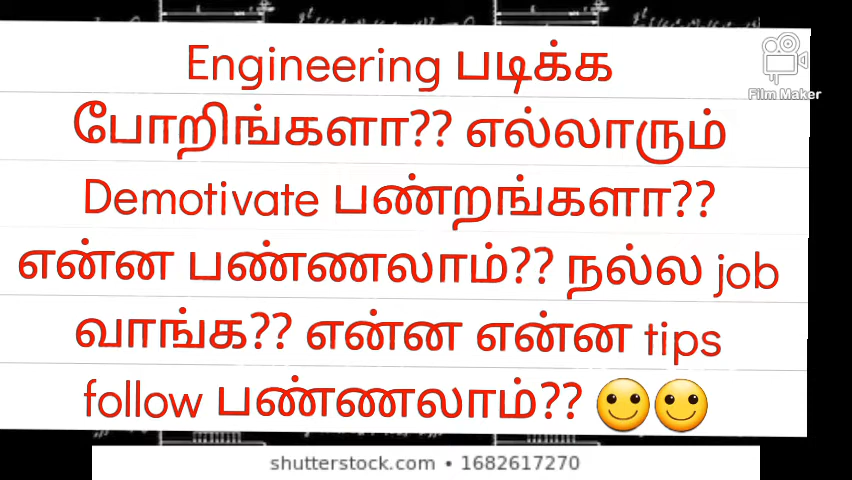 Engineering படிக்க
போறிங்களா?? எல்லாரும்
Demotivate பண்றங்களா??
என்ன பண்ணலாம்?? நல்ல job
வாங்க?? என்ன என்ன tips
follow பண்ணலாம்?? 🙂🙂
Film Maker
shutterstock.com • 1682617270